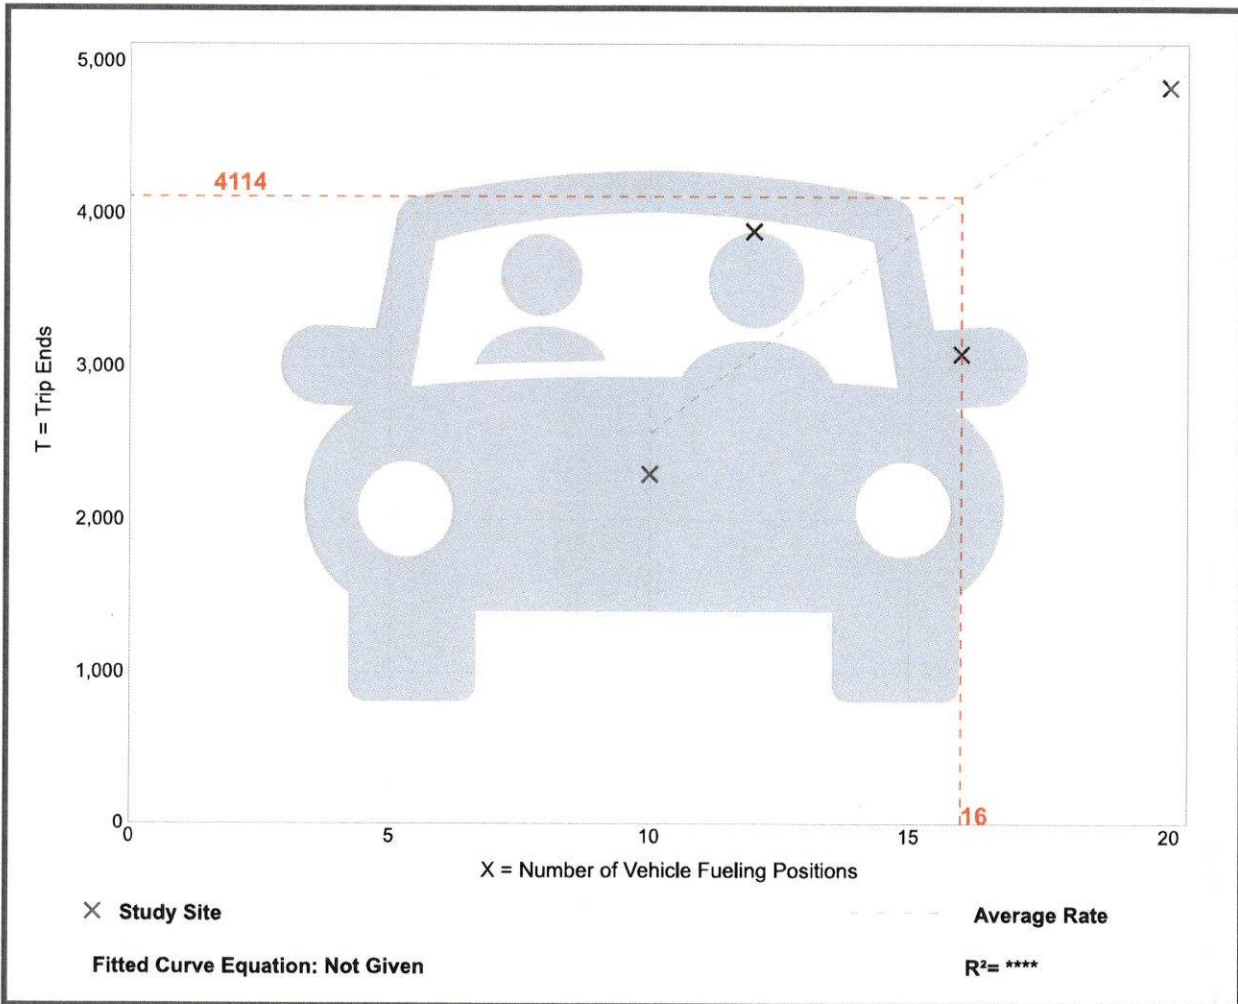 5,000
4114
4,000
3,000
T = Trip Ends
2,000
1,000
0
16
0 5 10 15 20
X = Number of Vehicle Fueling Positions
Study Site
Average Rate
Fitted Curve Equation: Not Given
R²= ****